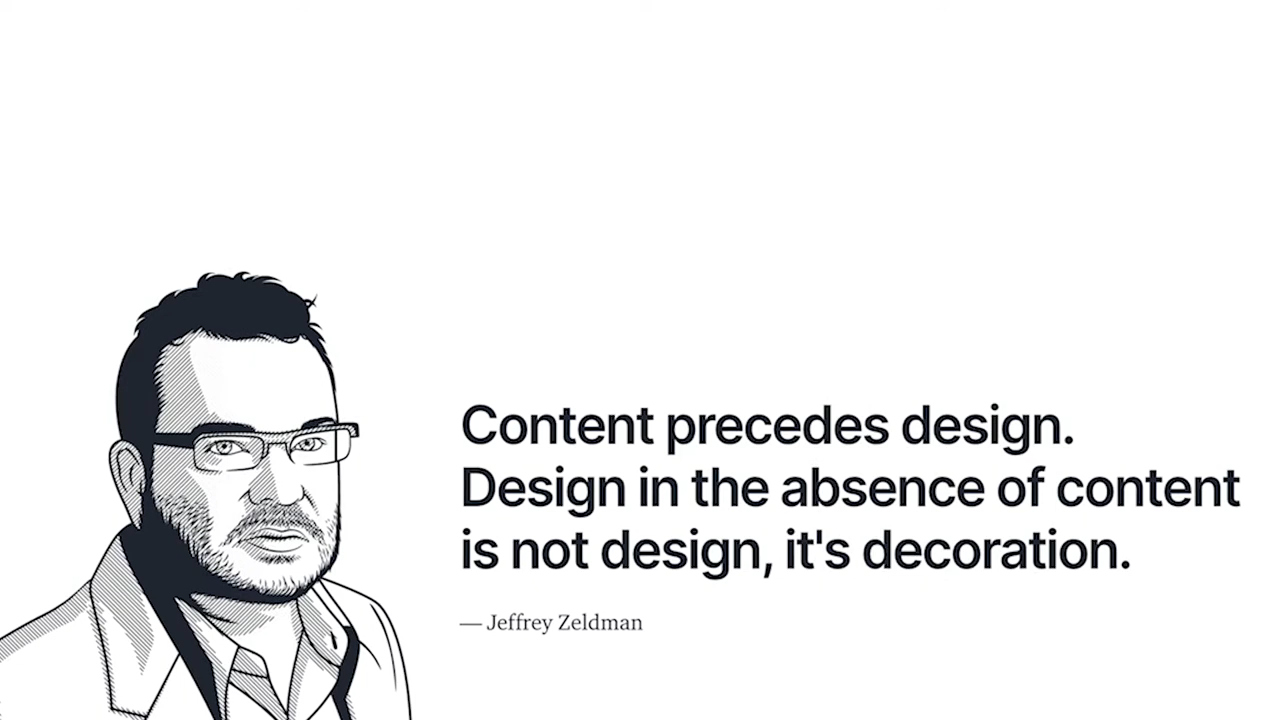 Content precedes design.
Design in the absence of content
is not design, it's decoration.
— Jeffrey Zeldman